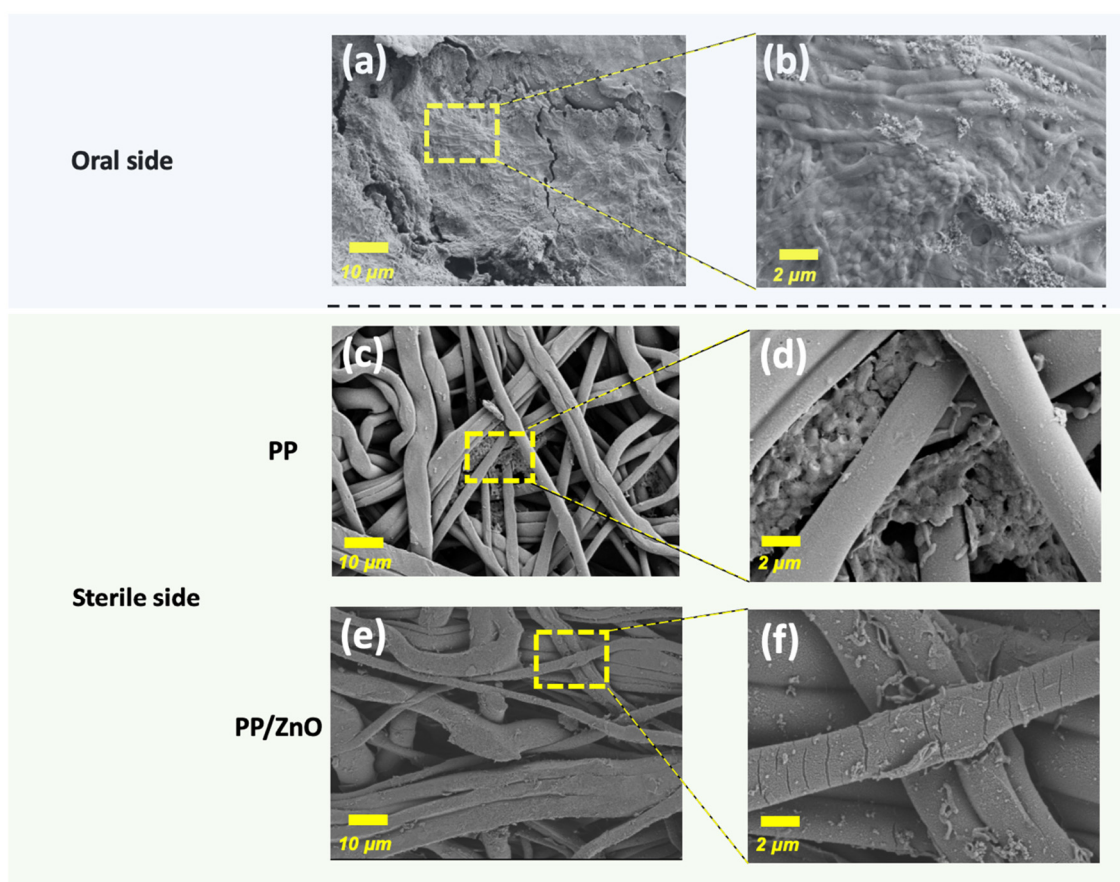 Oral side
(a)
10 µm
(b)
2 µm
Sterile side
PP
(c)
10 µm
(d)
2 µm
PP/ZnO
(e)
10 µm
(f)
2 µm